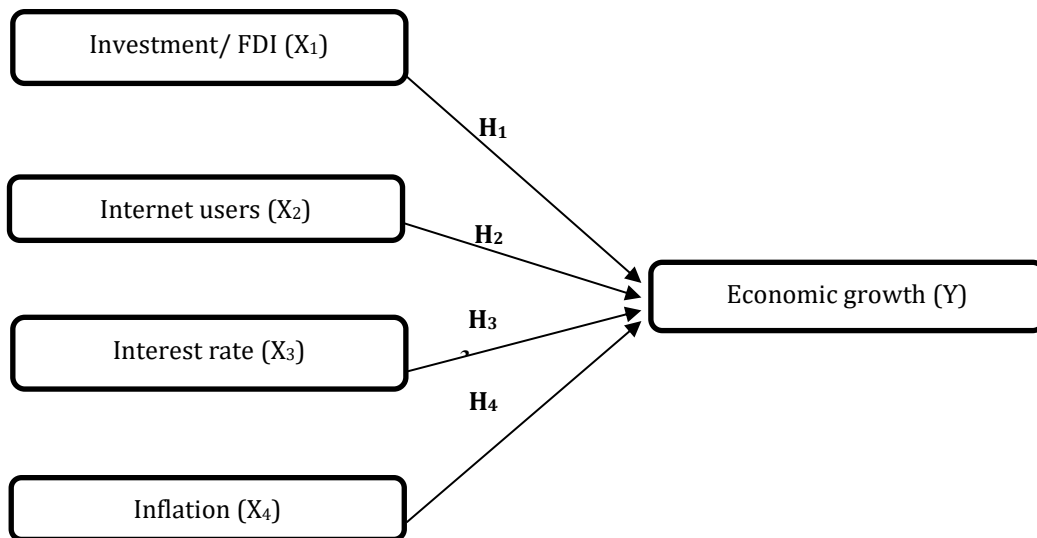 Investment/ FDI (X₁)
H₁
Internet users (X₂)
H₂
Economic growth (Y)
H₃
Interest rate (X₃)
H₄
Inflation (X₄)